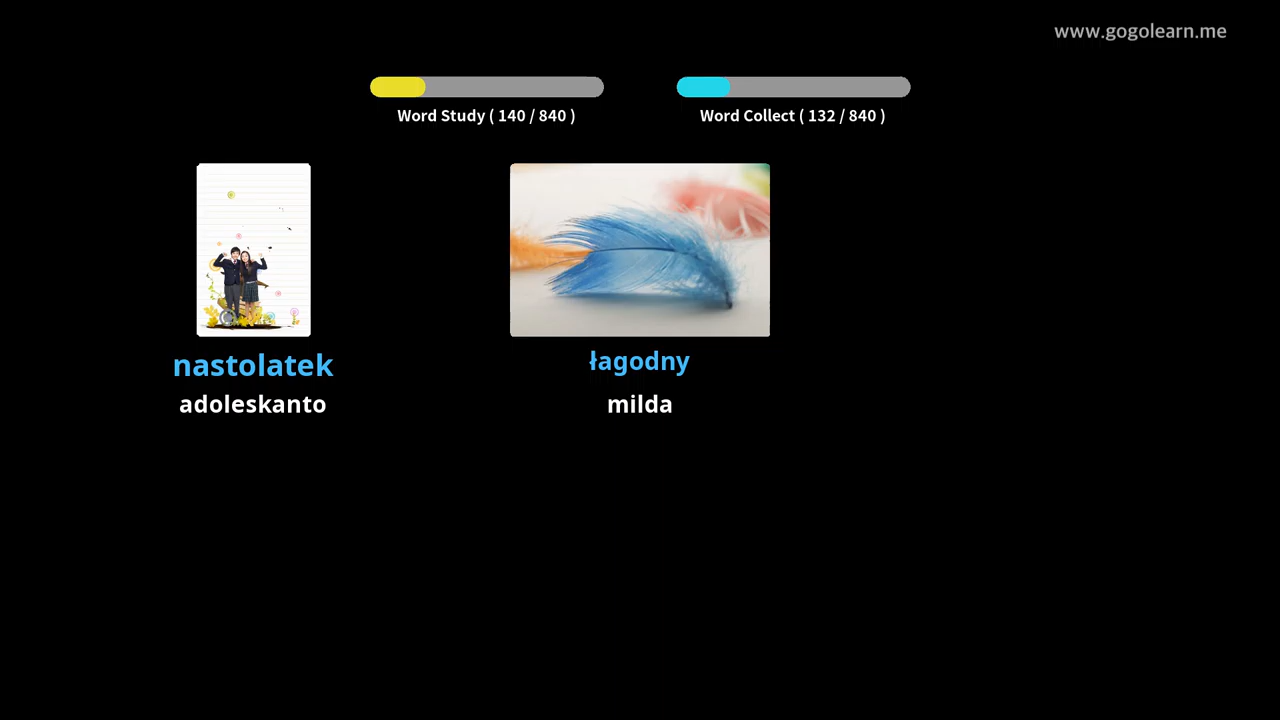 www.gogolearn.me
Word Study ( 140 / 840 )
Word Collect ( 132 / 840 )
nastolatek
adoleskanto
łagodny
milda